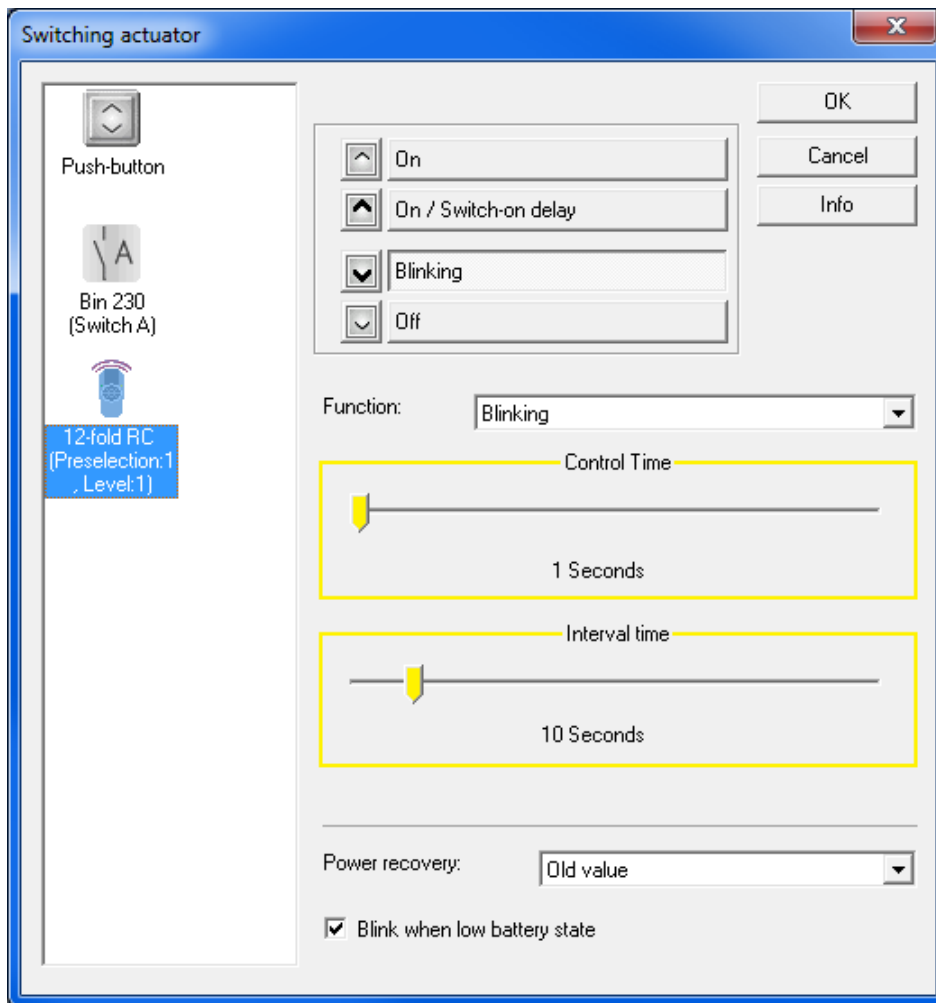 Switching actuator
Push-button
A
Bin 230
(Switch A)
12-fold RC
(Preselection:1
, Level:1)
On
On / Switch-on delay
Blinking
Off
OK
Cancel
Info
Function:
Blinking
Control Time
1 Seconds
Interval time
10 Seconds
Power recovery:
Old value
Blink when low battery state